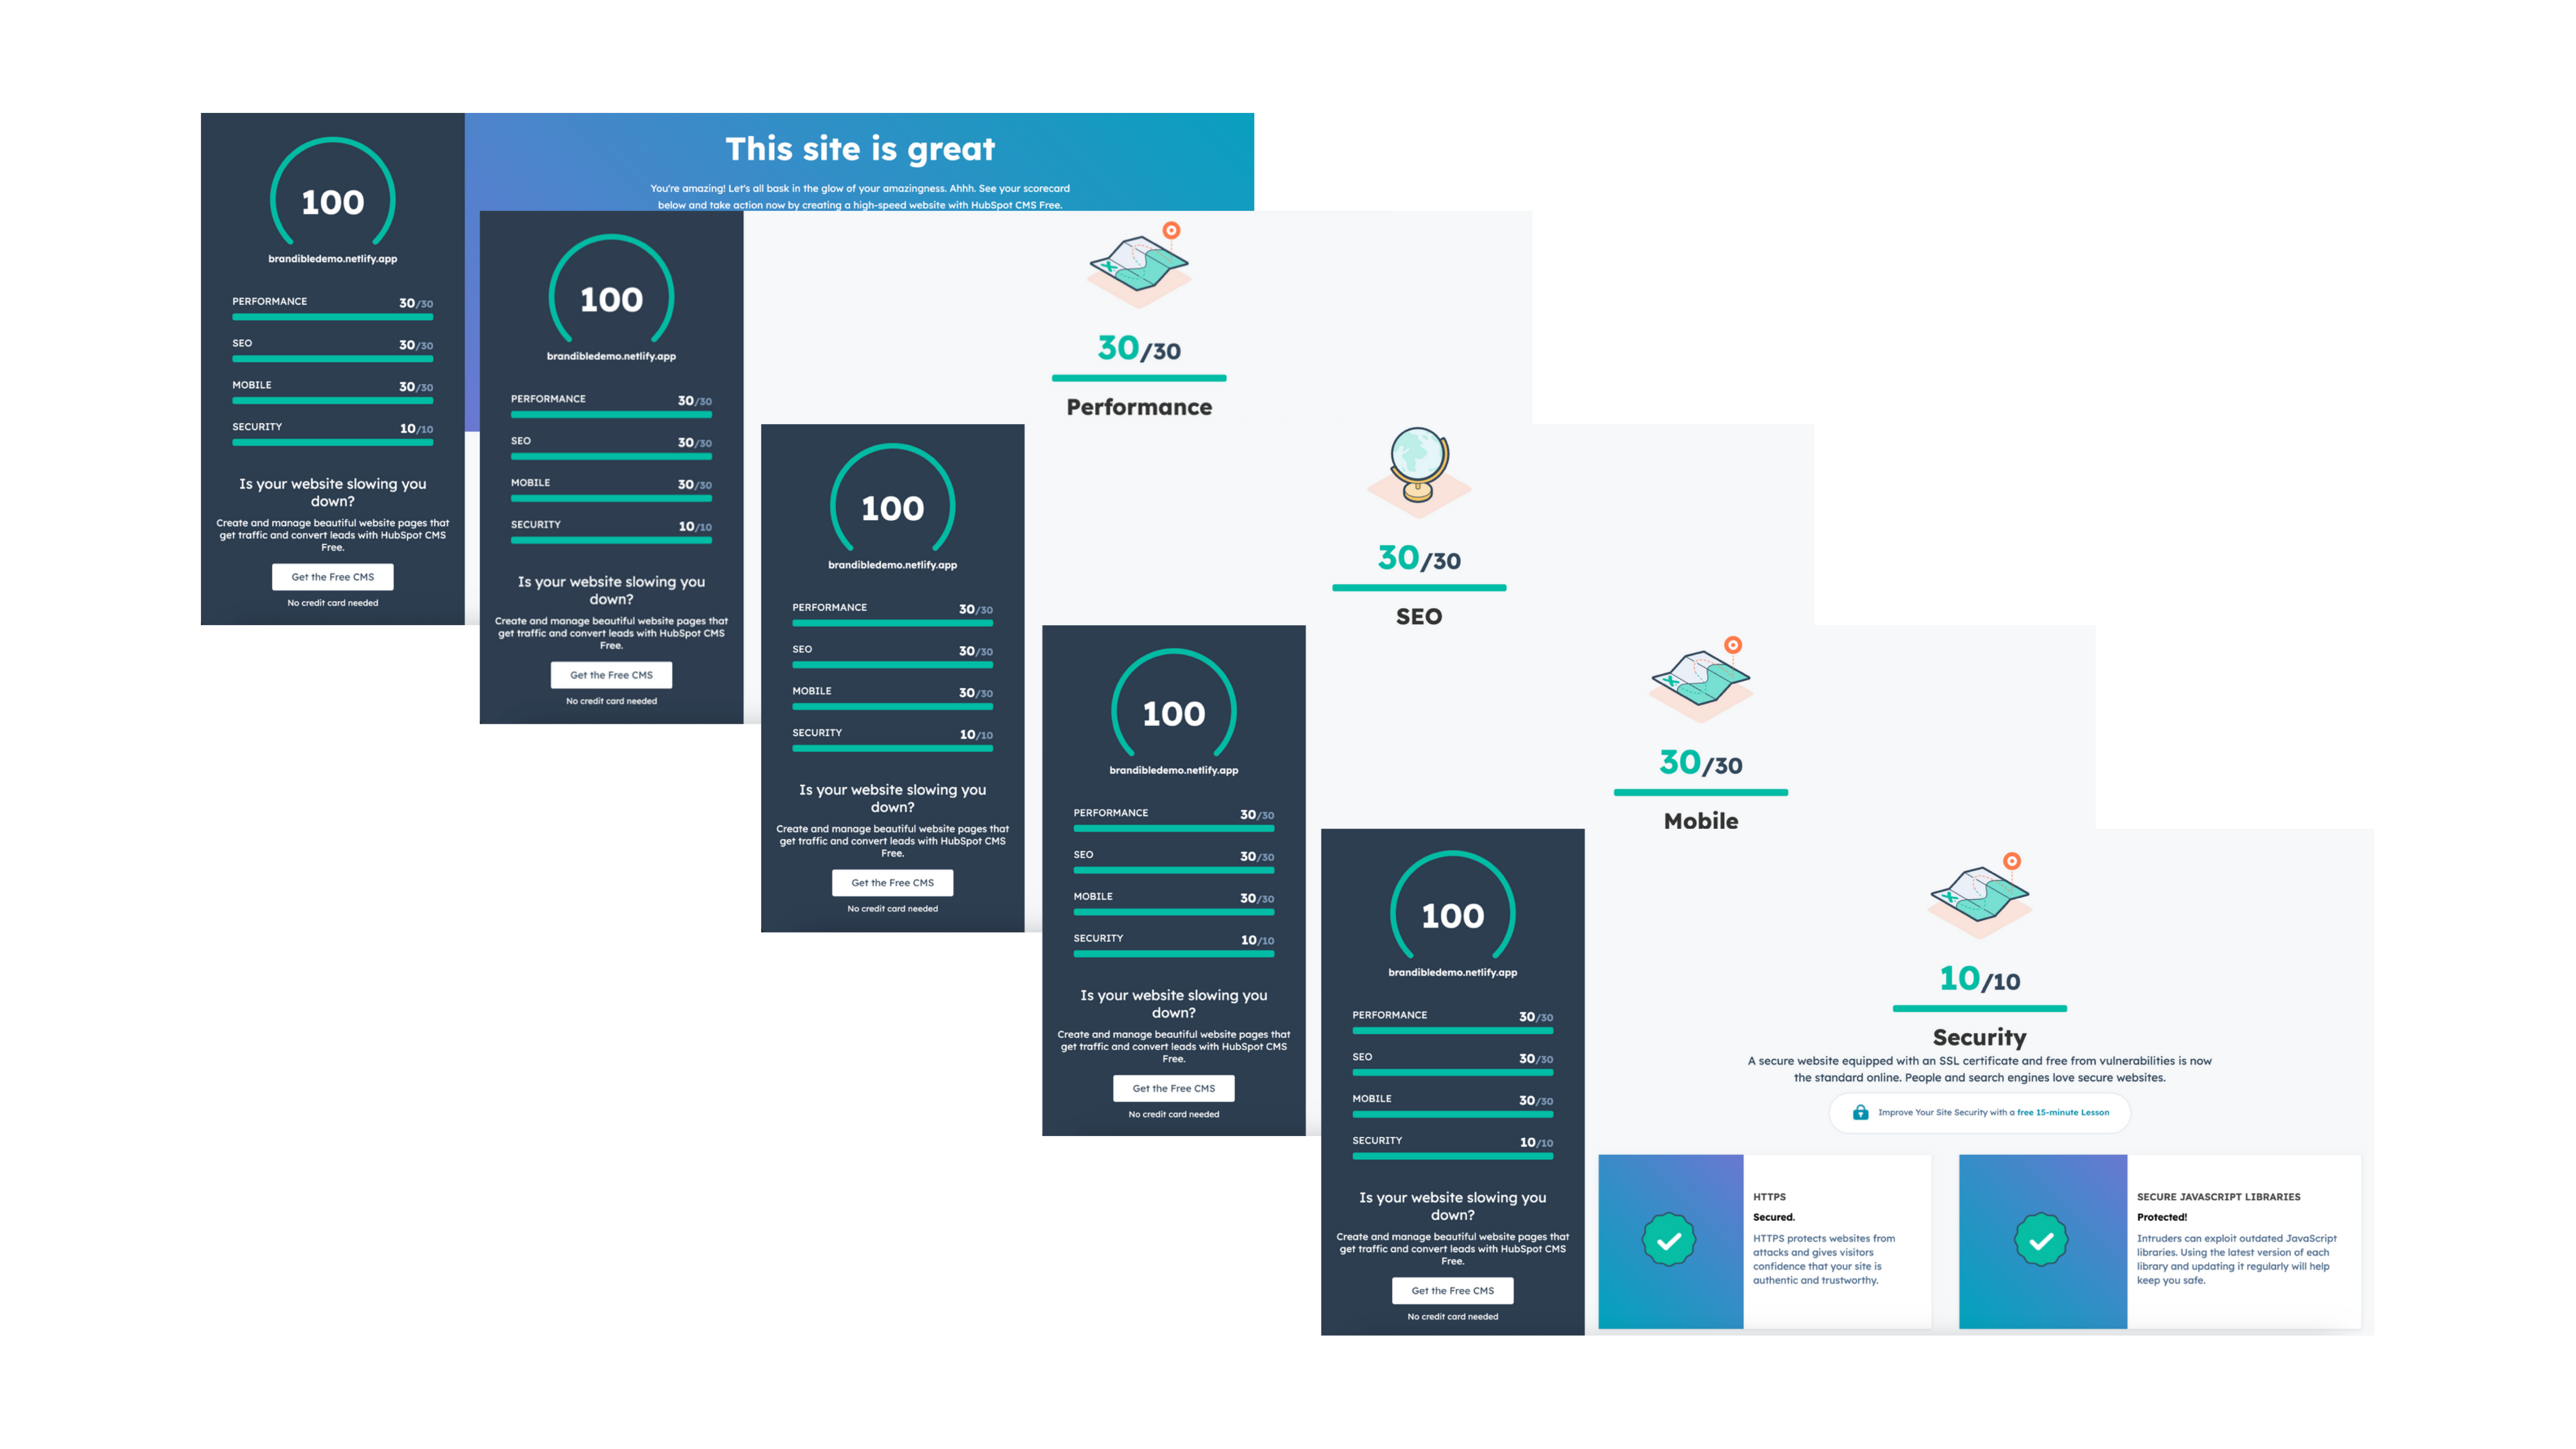 100
brandibledemo.netlify.app
PERFORMANCE 30/30
SEO 30/30
MOBILE 30/30
SECURITY 10/10
Is your website slowing you
down?
Create and manage beautiful website pages that
get traffic and convert leads with HubSpot CMS
Free.
Get the Free CMS
No credit card needed
This site is great
You're amazing! Let's all bask in the glow of your amazingness. Ahhh. See your scorecard
below and take action now by creating a high-speed website with HubSpot CMS Free.
100
brandibledemo.netlify.app
PERFORMANCE 30/30
SEO 30/30
MOBILE 30/30
SECURITY 10/10
Is your website slowing you
down?
Create and manage beautiful website pages that
get traffic and convert leads with HubSpot CMS
Free.
Get the Free CMS
No credit card needed
30/30
Performance
100
brandibledemo.netlify.app
PERFORMANCE 30/30
SEO 30/30
MOBILE 30/30
SECURITY 10/10
Is your website slowing you
down?
Create and manage beautiful website pages that
get traffic and convert leads with HubSpot CMS
Free.
Get the Free CMS
No credit card needed
30/30
SEO
100
brandibledemo.netlify.app
PERFORMANCE 30/30
SEO 30/30
MOBILE 30/30
SECURITY 10/10
Is your website slowing you
down?
Create and manage beautiful website pages that
get traffic and convert leads with HubSpot CMS
Free.
Get the Free CMS
No credit card needed
30/30
Mobile
100
brandibledemo.netlify.app
PERFORMANCE 30/30
SEO 30/30
MOBILE 30/30
SECURITY 10/10
Is your website slowing you
down?
Create and manage beautiful website pages that
get traffic and convert leads with HubSpot CMS
Free.
Get the Free CMS
No credit card needed
10/10
Security
A secure website equipped with an SSL certificate and free from vulnerabilities is now
the standard online. People and search engines love secure websites.
Improve Your Site Security with a free 15-minute Lesson
HTTPS
Secured.
HTTPS protects websites from
attacks and gives visitors
confidence that your site is
authentic and trustworthy.
SECURE JAVASCRIPT LIBRARIES
Protected!
Intruders can exploit outdated JavaScript
libraries. Using the latest version of each
library and updating it regularly will help
keep you safe.